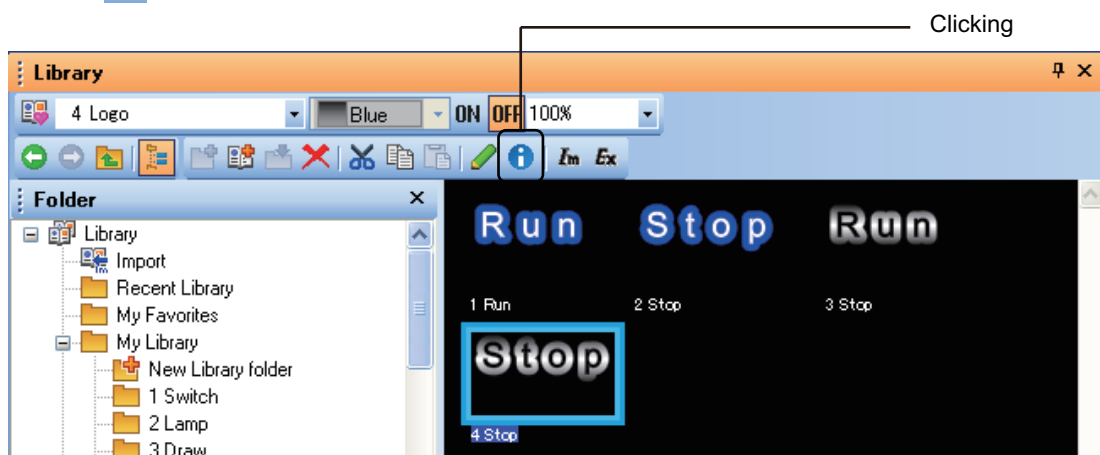 Clicking
Library
4 Logo Blue ON OFF 100%
Im Ex
Folder
Library
Import
Recent Library
My Favorites
My Library
New Library folder
1 Switch
2 Lamp
3 Draw
Run Stop Run
1 Run 2 Stop 3 Stop
Stop
4 Stop